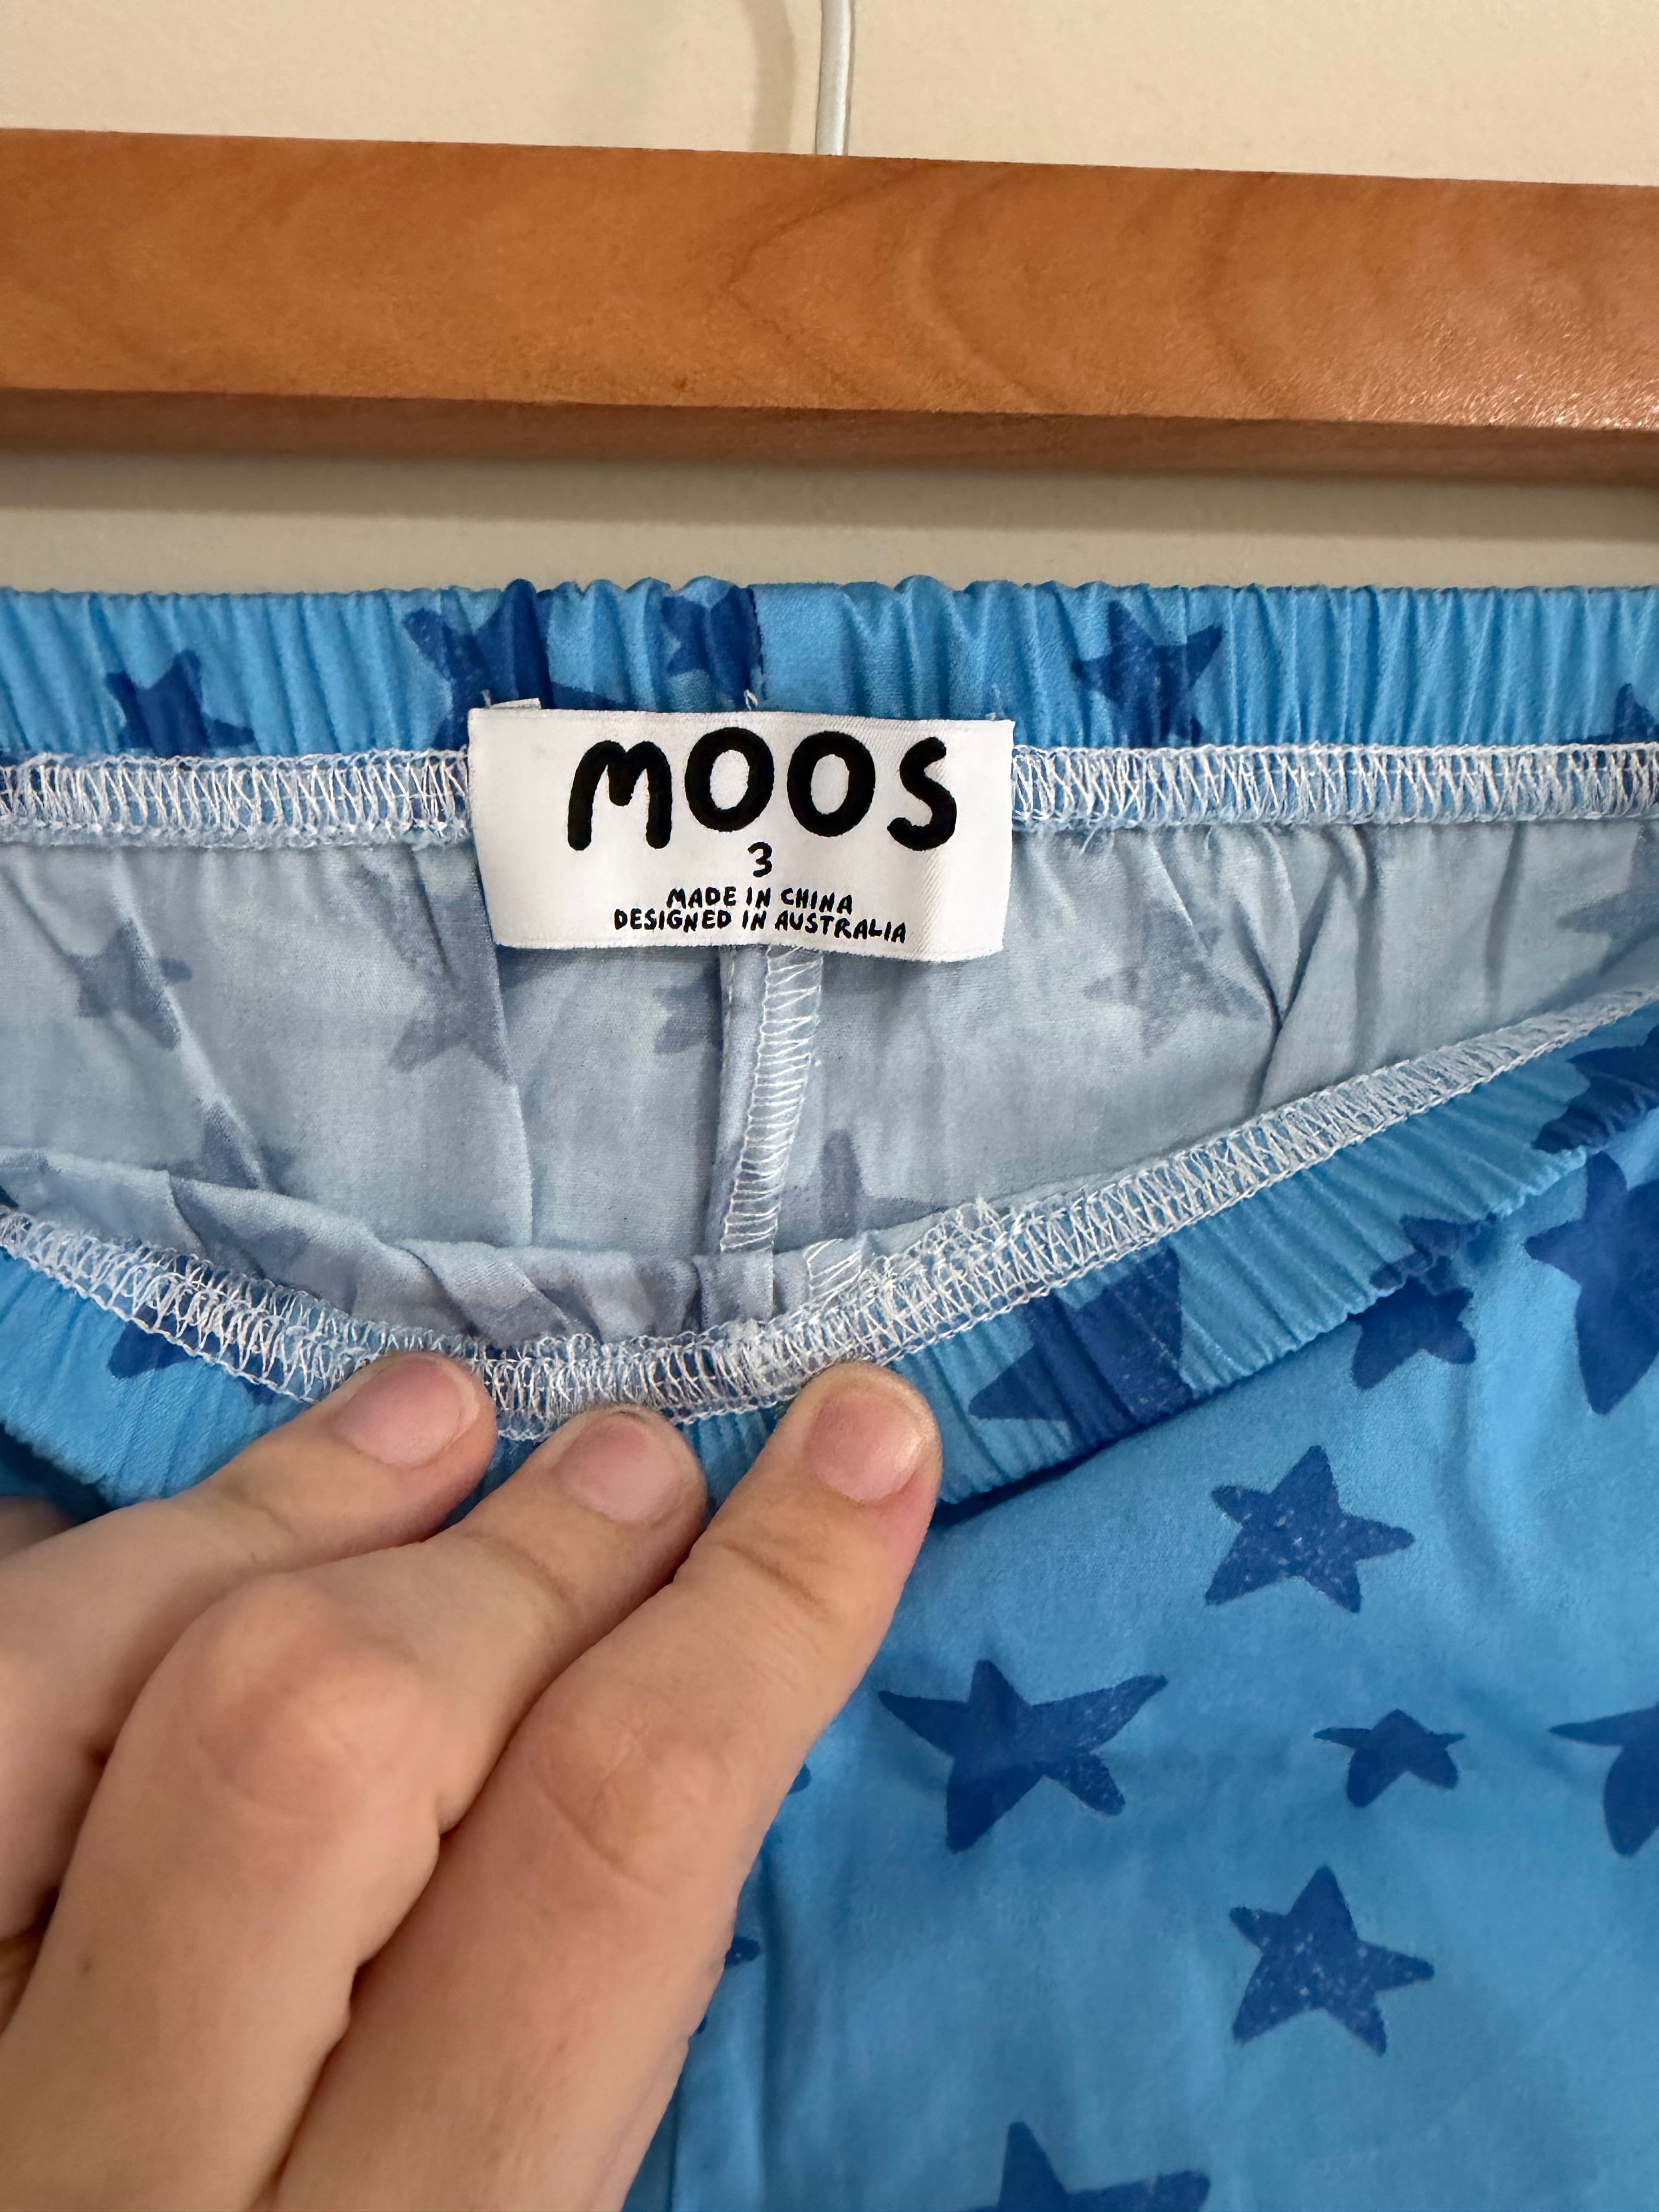 MOOS
3
MADE IN CHINA
DESIGNED IN AUSTRALIA